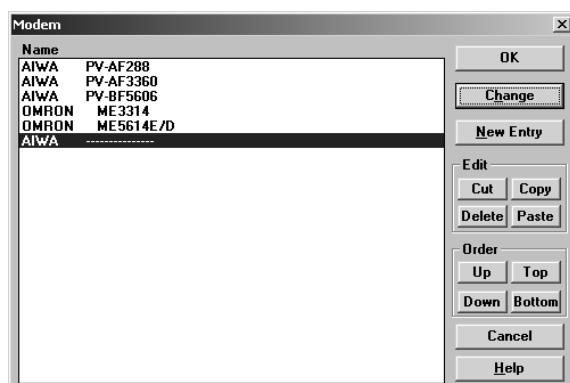 Modem
Name
AIWA PV-AF288
AIWA PV-AF3360
AIWA PV-BF5606
OMRON ME3314
OMRON ME5614E/D
AIWA ---------------
OK
Change
New Entry
Edit
Cut Copy
Delete Paste
Order
Up Top
Down Bottom
Cancel
Help